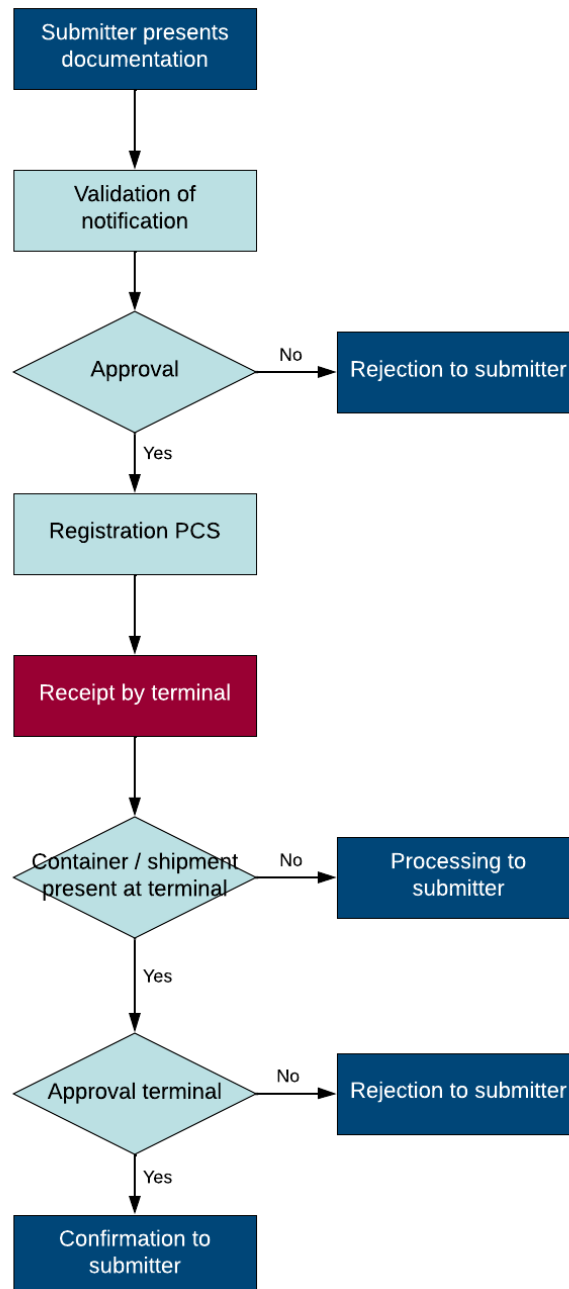 Submitter presents
documentation
Validation of
notification
Approval
No
Rejection to submitter
Yes
Registration PCS
Receipt by terminal
Container / shipment
present at terminal
No
Processing to
submitter
Yes
Approval terminal
No
Rejection to submitter
Yes
Confirmation to
submitter